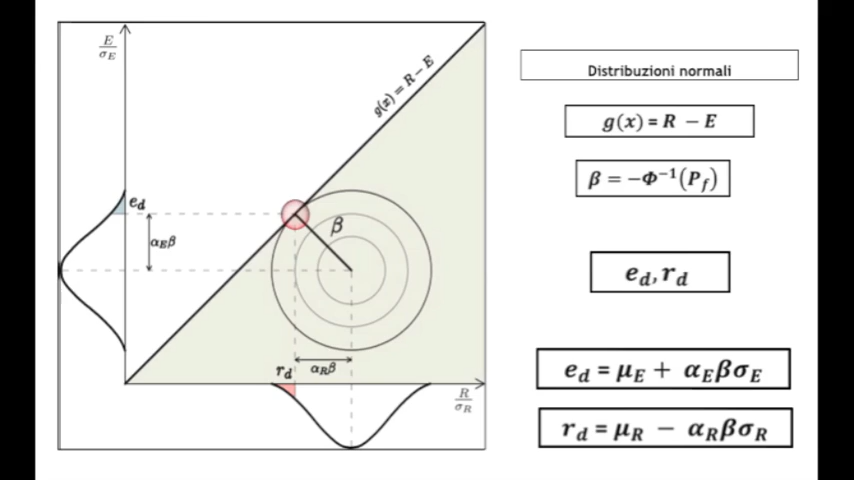 E
σ_E
g(x) = R − E
e_d
α_Eβ
β
r_d
α_Rβ
R
σ_R
Distribuzioni normali
g(x) = R − E
β = −Φ⁻¹(P_f)
e_d, r_d
e_d = μ_E + α_Eβσ_E
r_d = μ_R − α_Rβσ_R